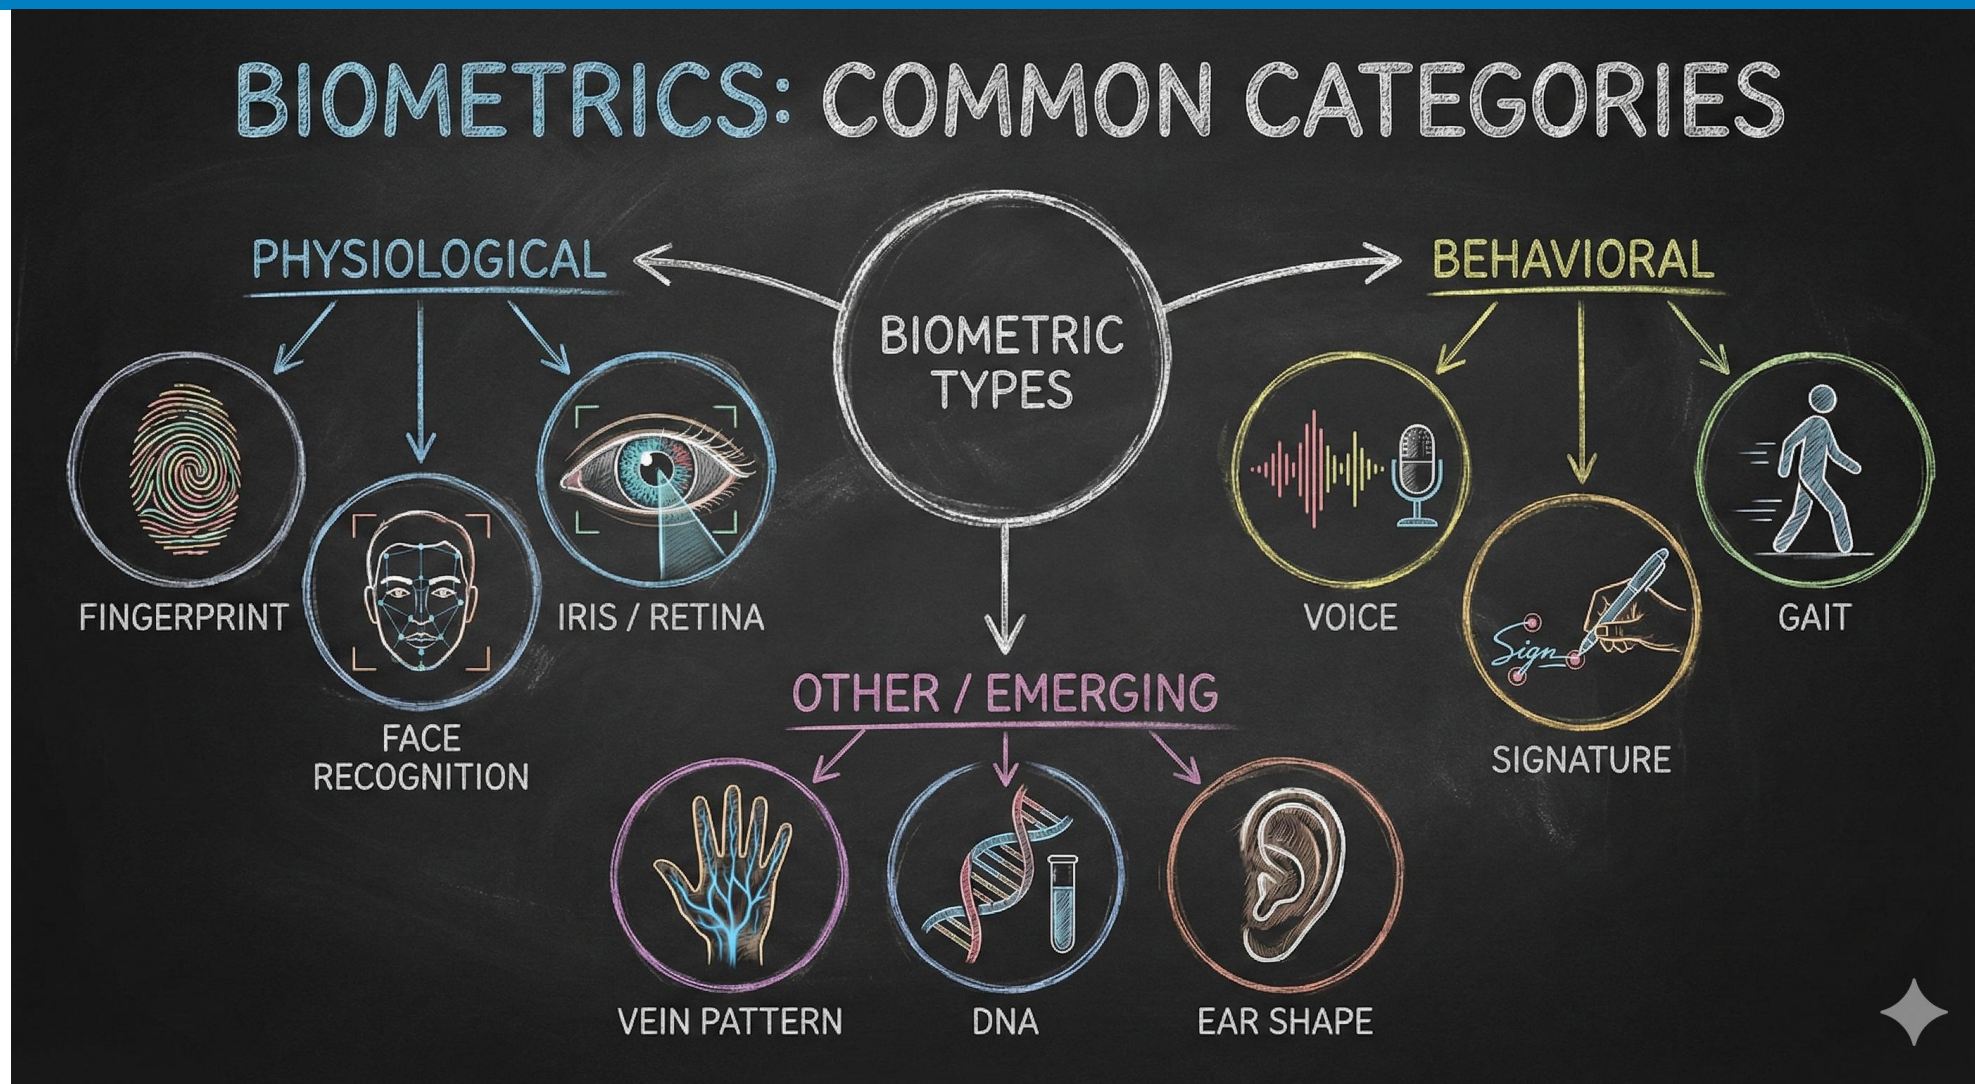 BIOMETRICS: COMMON CATEGORIES
BIOMETRIC
TYPES
PHYSIOLOGICAL
FINGERPRINT
FACE
RECOGNITION
IRIS / RETINA
BEHAVIORAL
VOICE
Sign
SIGNATURE
GAIT
OTHER / EMERGING
VEIN PATTERN
DNA
EAR SHAPE